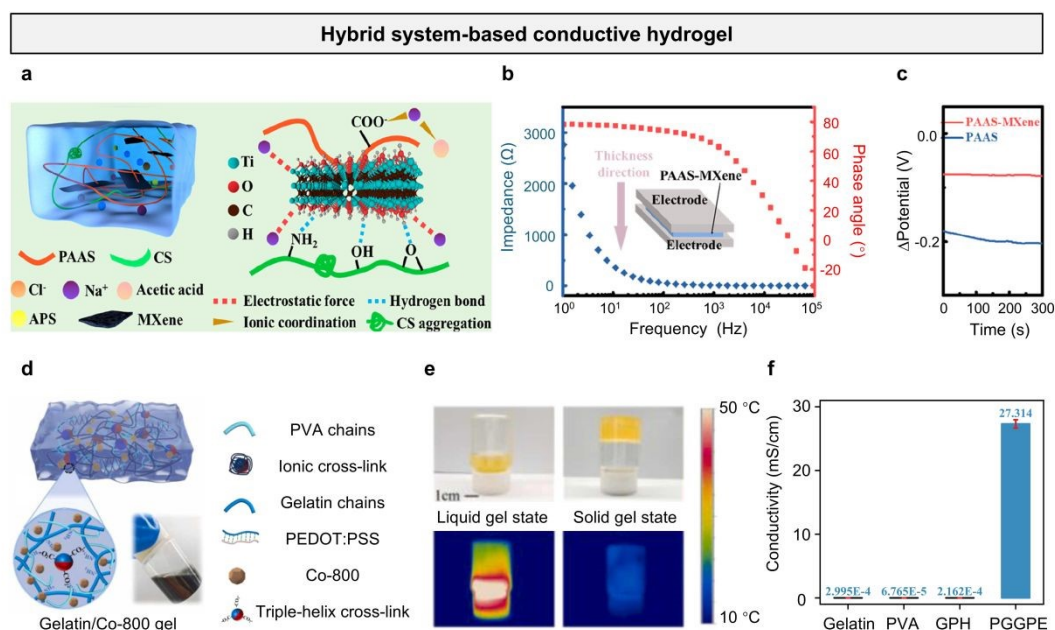 Hybrid system-based conductive hydrogel
a
COO⁻
Ti
O
C
H
NH₂
OH
O
PAAS
CS
Cl⁻
Na⁺
Acetic acid
APS
MXene
Electrostatic force
Hydrogen bond
Ionic coordination
CS aggregation
b
Impedance (Ω)
3000
2000
1000
0
Thickness
direction
PAAS-MXene
Electrode
Electrode
80
60
40
20
0
-20
Phase angle (°)
10⁰ 10¹ 10² 10³ 10⁴ 10⁵
Frequency (Hz)
c
ΔPotential (V)
0.0
-0.2
PAAS-MXene
PAAS
0 100 200 300
Time (s)
d
PVA chains
Ionic cross-link
Gelatin chains
PEDOT:PSS
Co-800
Triple-helix cross-link
Gelatin/Co-800 gel
e
1cm
Liquid gel state
Solid gel state
50 °C
10 °C
f
Conductivity (mS/cm)
30
20
10
0
2.995E-4
6.765E-5
2.162E-4
27.314
Gelatin PVA GPH PGGPE